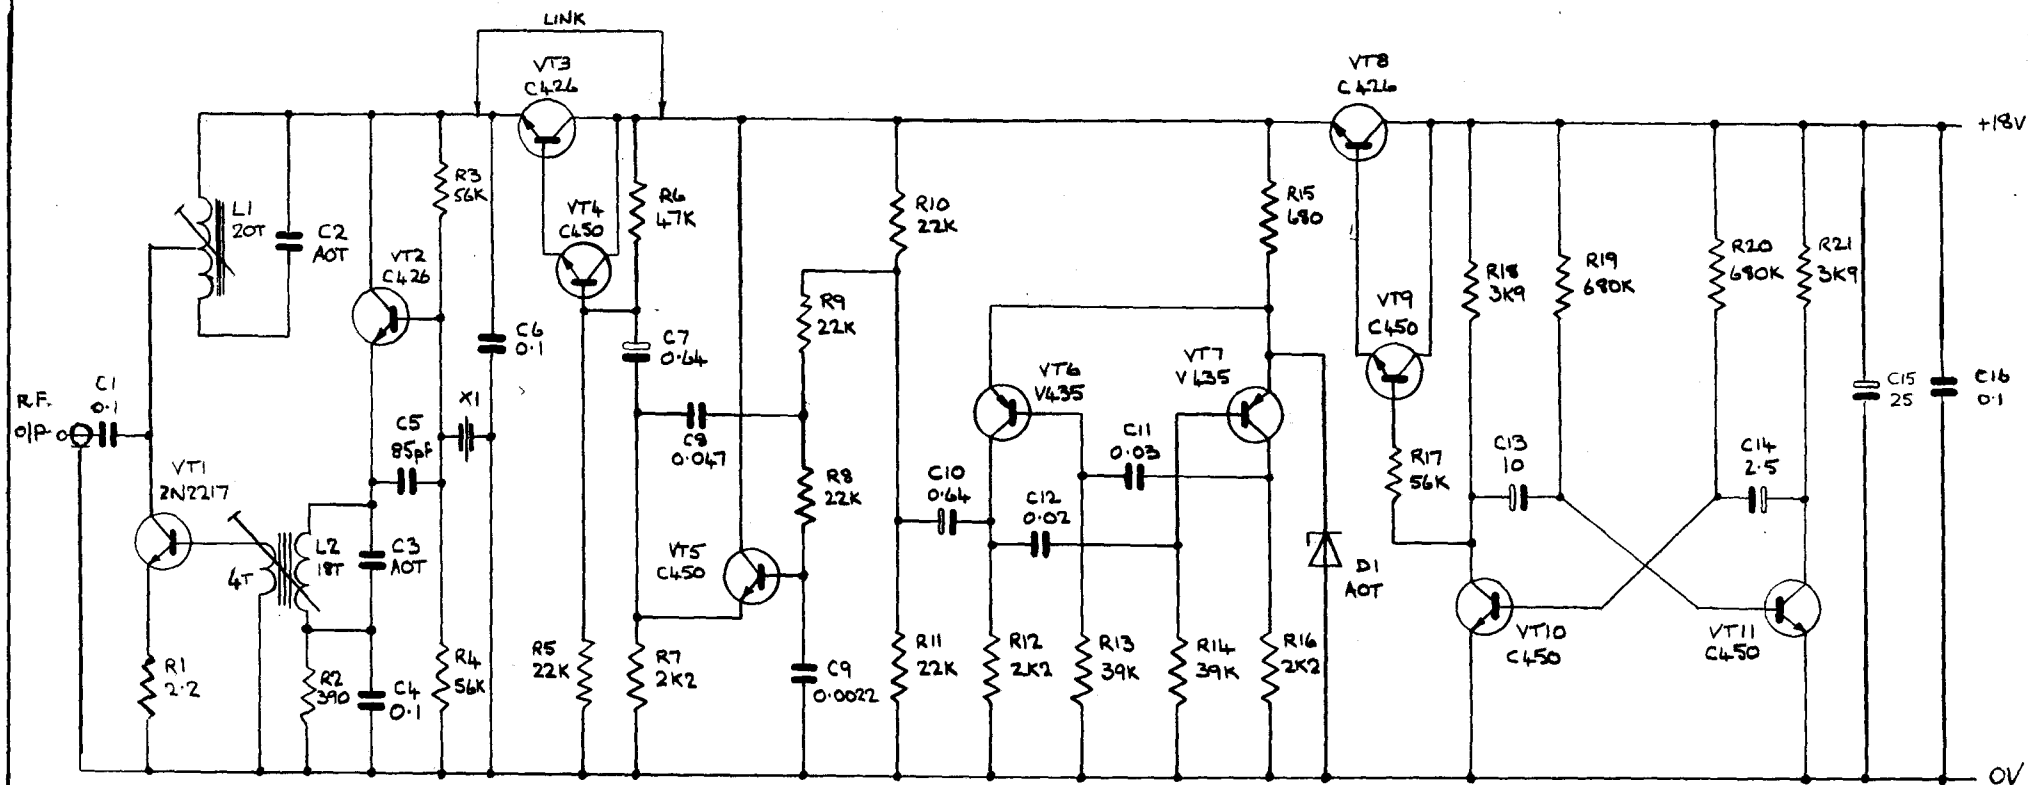 LINK
VT3
C426
VT8
C426
+18V
R3
56K
L1
20T
C2
AOT
VT2
C426
VT4
C450
R6
47K
R10
22K
R15
680
R18
3K9
R19
680K
R20
680K
R21
3K9
C6
0.1
C7
0.64
R9
22K
VT9
C450
R.F.
O/P
C1
0.1
X1
VT6
V435
VT7
V435
C15
25
C16
0.1
C5
85pf
C8
0.047
C11
0.03
R17
56K
C13
10
C14
2.5
VT1
2N2217
R8
22K
C10
0.64
C12
0.02
L2
18T
4T
C3
AOT
VT5
C450
D1
AOT
VT10
C450
VT11
C450
R1
2.2
R2
390
C4
0.1
R4
56K
R5
22K
R7
2K2
C9
0.0022
R11
22K
R12
2K2
R13
39K
R14
39K
R16
2K2
0V